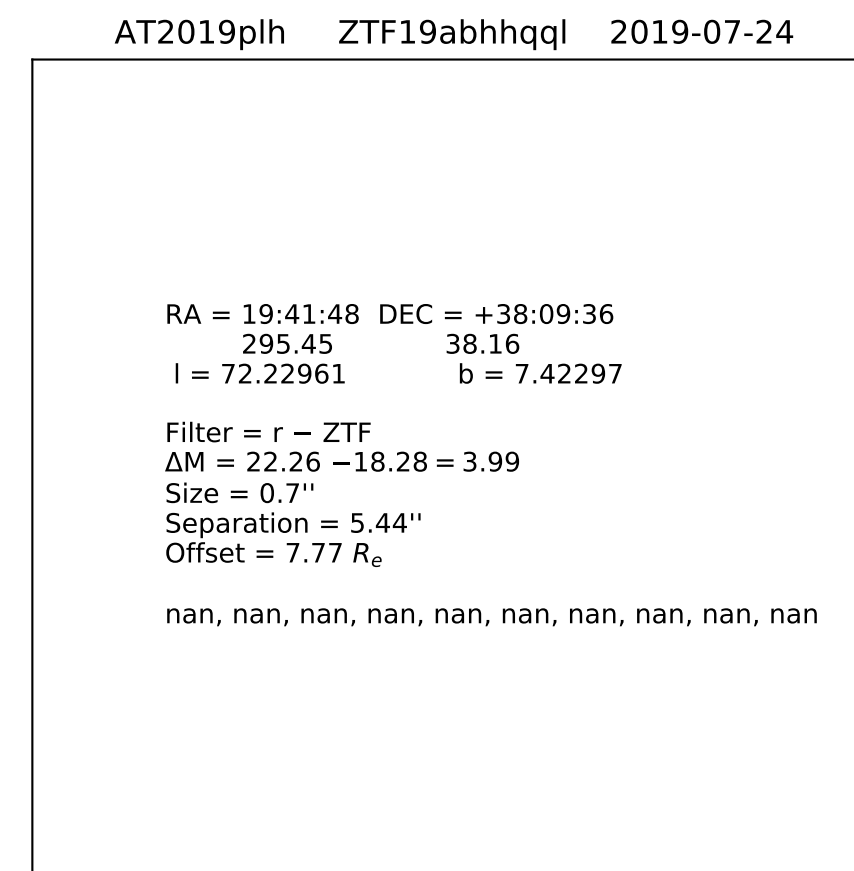 AT2019plh ZTF19abhhqql 2019-07-24
RA = 19:41:48 DEC = +38:09:36
295.45 38.16
l = 72.22961 b = 7.42297
Filter = r − ZTF
ΔM = 22.26 −18.28 = 3.99
Size = 0.7''
Separation = 5.44''
Offset = 7.77 Re
nan, nan, nan, nan, nan, nan, nan, nan, nan, nan